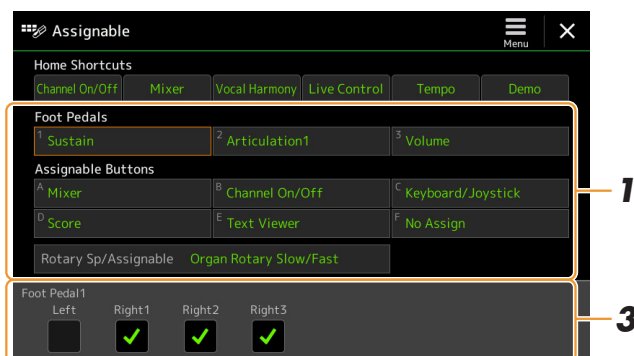 Assignable
Menu
Home Shortcuts
Channel On/Off Mixer Vocal Harmony Live Control Tempo Demo
Foot Pedals
1 Sustain 2 Articulation1 3 Volume
Assignable Buttons
A Mixer B Channel On/Off C Keyboard/Joystick
D Score E Text Viewer F No Assign
Rotary Sp/Assignable Organ Rotary Slow/Fast
1
Foot Pedal1
Left Right1 Right2 Right3
3